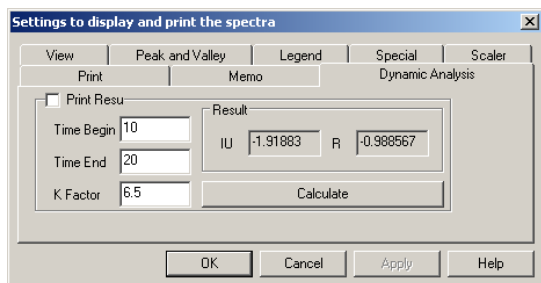 Settings to display and print the spectra
View Peak and Valley Legend Special Scaler
Print Memo Dynamic Analysis
Print Resu
Result
Time Begin 10
IU -1.91883 R -0.988567
Time End 20
K Factor 6.5
Calculate
OK Cancel Apply Help